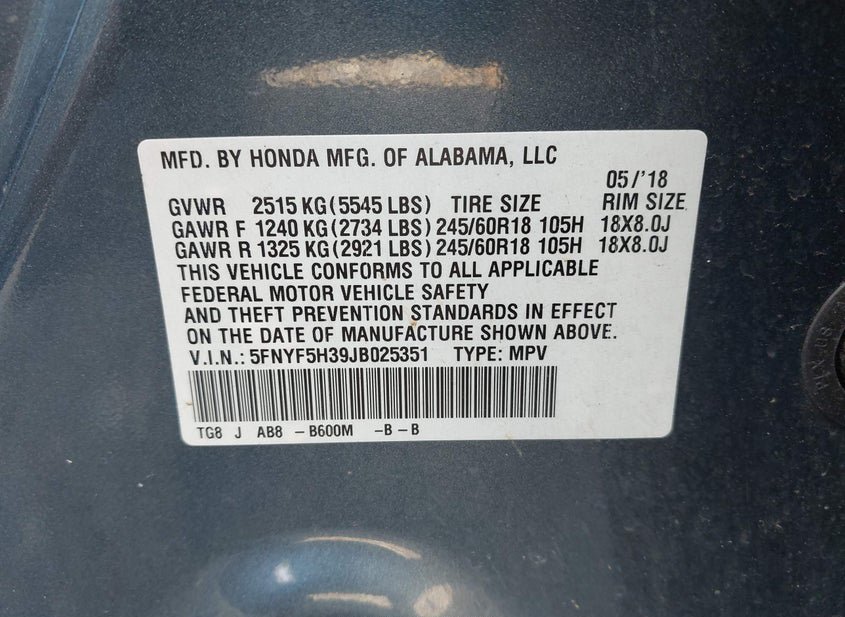 MFD. BY HONDA MFG. OF ALABAMA, LLC
05/'18
GVWR 2515 KG (5545 LBS) TIRE SIZE RIM SIZE
GAWR F 1240 KG (2734 LBS) 245/60R18 105H 18X8.0J
GAWR R 1325 KG (2921 LBS) 245/60R18 105H 18X8.0J
THIS VEHICLE CONFORMS TO ALL APPLICABLE
FEDERAL MOTOR VEHICLE SAFETY
AND THEFT PREVENTION STANDARDS IN EFFECT
ON THE DATE OF MANUFACTURE SHOWN ABOVE.
V.I.N.: 5FNYF5H39JB025351 TYPE: MPV
TG8 J AB8 - B600M - B - B